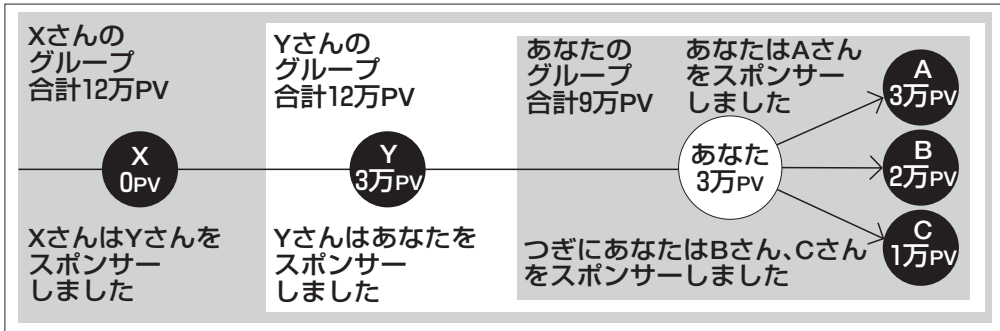 Xさんの
グループ
合計12万PV
X
0PV
XさんはYさんを
スポンサー
しました
Yさんの
グループ
合計12万PV
Y
3万PV
Yさんはあなたを
スポンサー
しました
あなたの
グループ
合計9万PV
あなたはAさん
をスポンサー
しました
あなた
3万PV
A
3万PV
B
2万PV
C
1万PV
つぎにあなたはBさん、Cさん
をスポンサーしました